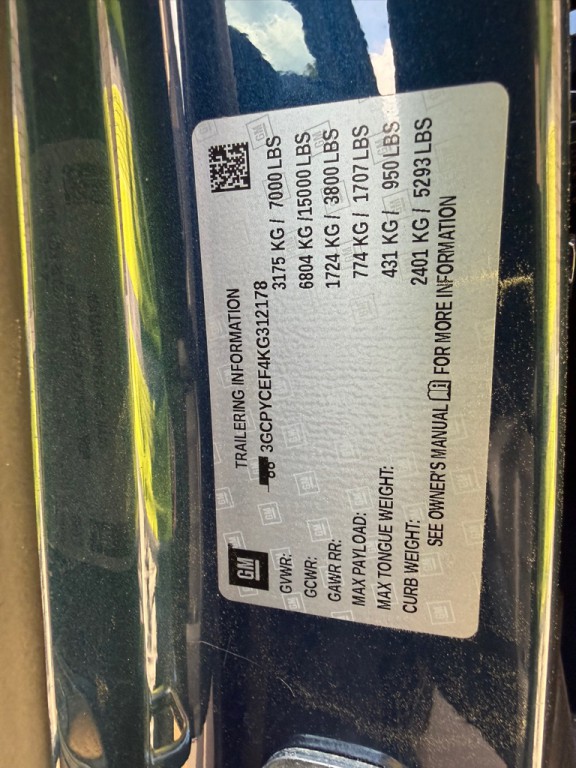 GM
TRAILERING INFORMATION
3GCPYCEF4KG312178
GVWR: 3175 KG / 7000 LBS
GCWR: 6804 KG /15000 LBS
GAWR RR: 1724 KG / 3800 LBS
MAX PAYLOAD: 774 KG / 1707 LBS
MAX TONGUE WEIGHT: 431 KG / 950 LBS
CURB WEIGHT: 2401 KG / 5293 LBS
SEE OWNER'S MANUAL FOR MORE INFORMATION